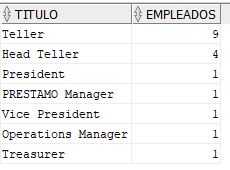 TITULO EMPLEADOS
Teller 9
Head Teller 4
President 1
PRESTAMO Manager 1
Vice President 1
Operations Manager 1
Treasurer 1